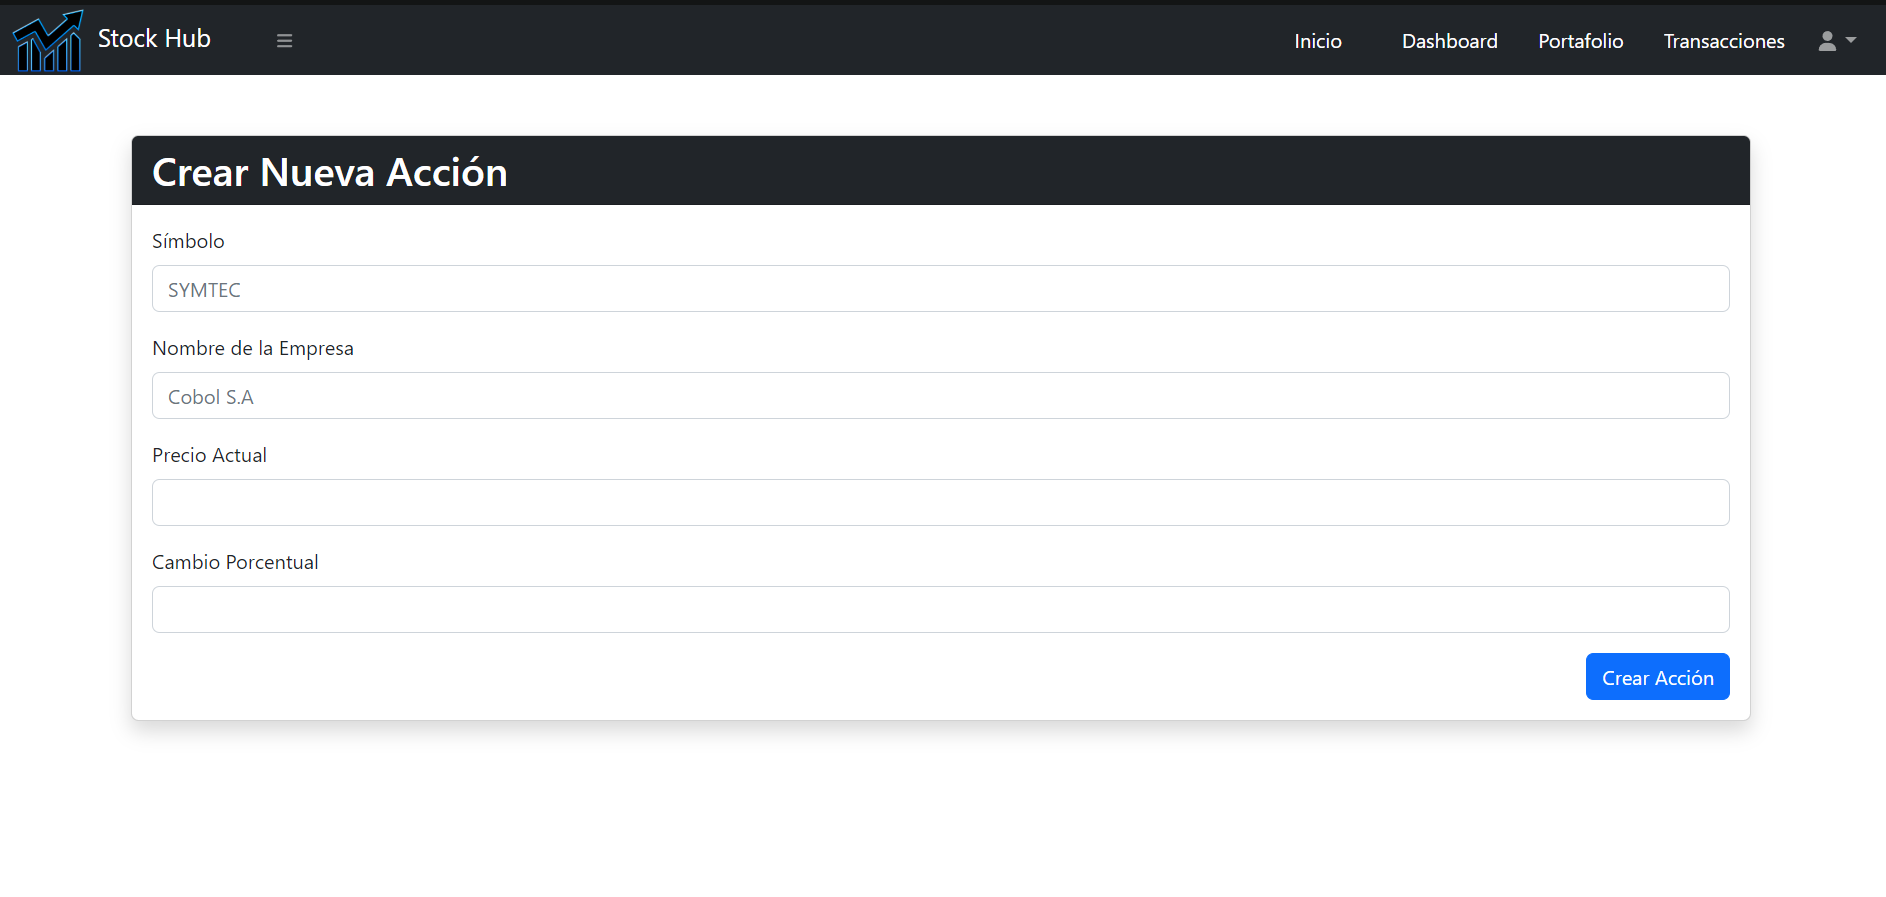 Stock Hub
Inicio Dashboard Portafolio Transacciones
Crear Nueva Acción
Símbolo
SYMTEC
Nombre de la Empresa
Cobol S.A
Precio Actual
Cambio Porcentual
Crear Acción